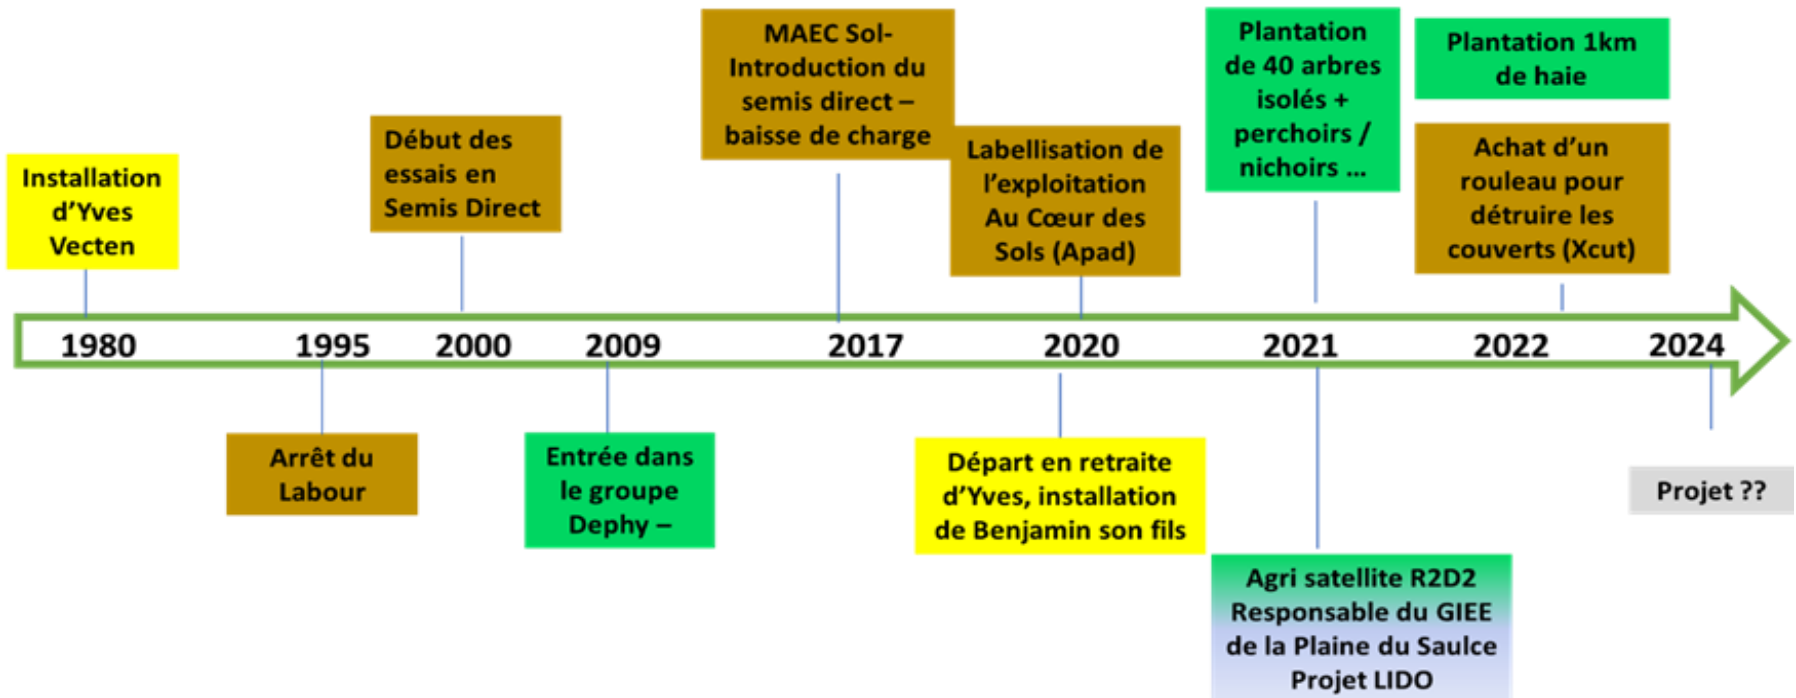 Installation
d'Yves
Vecten
Début des
essais en
Semis Direct
MAEC Sol-
Introduction du
semis direct –
baisse de charge
Labellisation de
l'exploitation
Au Cœur des
Sols (Apad)
Plantation
de 40 arbres
isolés +
perchoirs /
nichoirs ...
Plantation 1km
de haie
Achat d'un
rouleau pour
détruire les
couverts (Xcut)
1980 1995 2000 2009 2017 2020 2021 2022 2024
Arrêt du
Labour
Entrée dans
le groupe
Dephy –
Départ en retraite
d'Yves, installation
de Benjamin son fils
Agri satellite R2D2
Responsable du GIEE
de la Plaine du Saulce
Projet LIDO
Projet ??